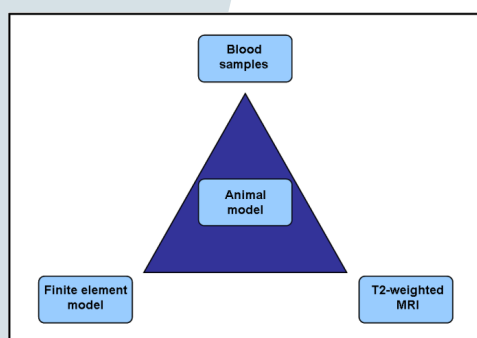 Blood
samples
Animal
model
Finite element
model
T2-weighted
MRI